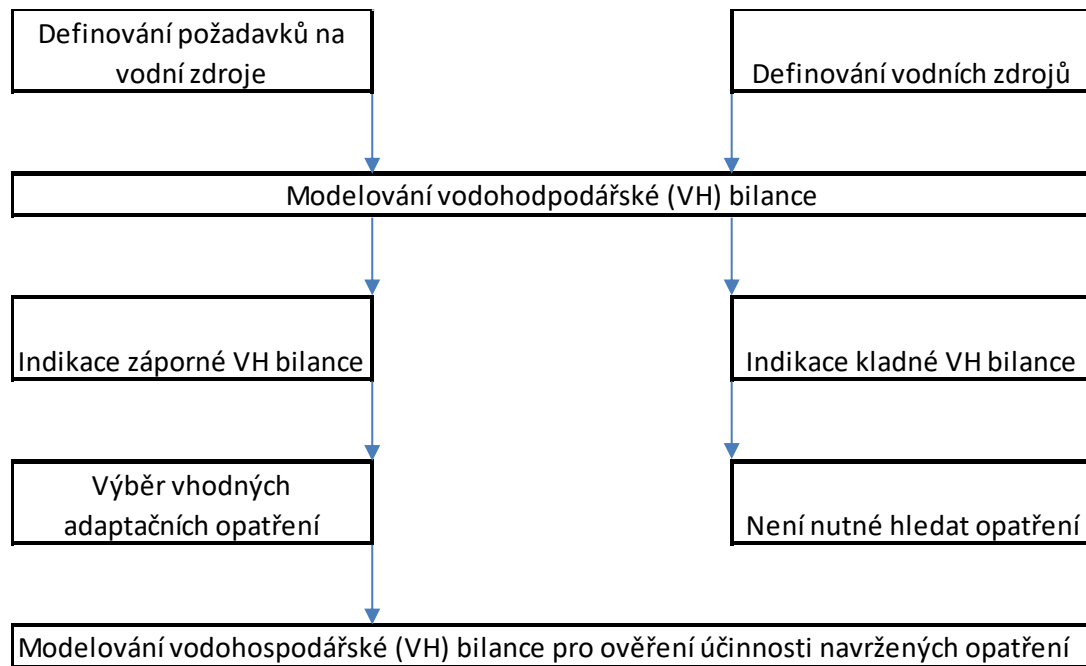 Definování požadavků na
vodní zdroje
Definování vodních zdrojů
Modelování vodohodpodářské (VH) bilance
Indikace záporné VH bilance
Indikace kladné VH bilance
Výběr vhodných
adaptačních opatření
Není nutné hledat opatření
Modelování vodohospodářské (VH) bilance pro ověření účinnosti navržených opatření